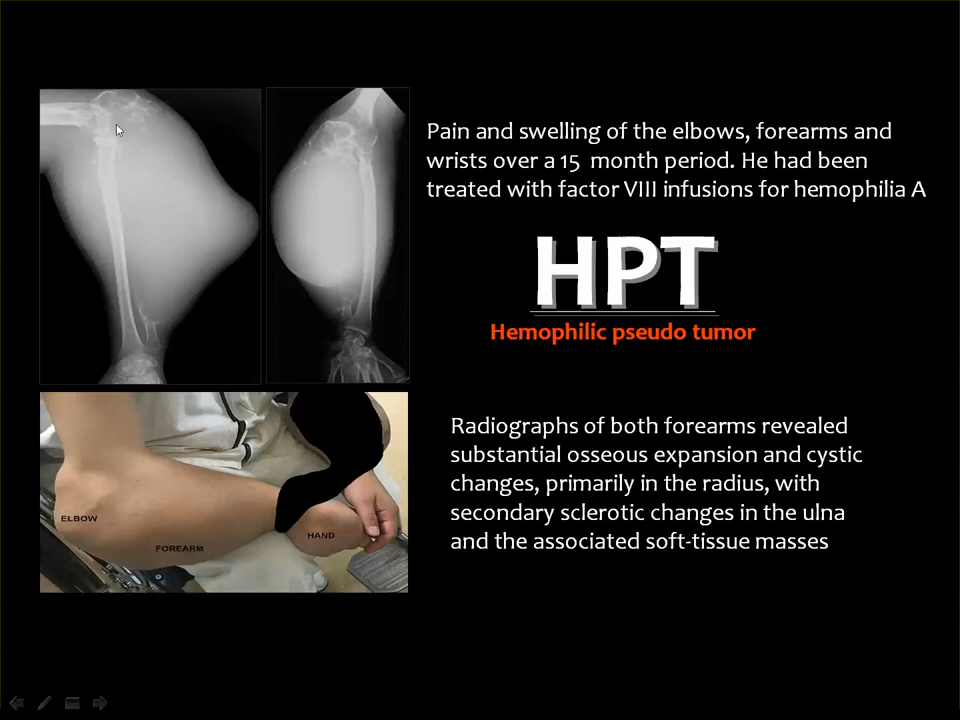 Pain and swelling of the elbows, forearms and
wrists over a 15 month period. He had been
treated with factor VIII infusions for hemophilia A
HPT
Hemophilic pseudo tumor
ELBOW
FOREARM
HAND
Radiographs of both forearms revealed
substantial osseous expansion and cystic
changes, primarily in the radius, with
secondary sclerotic changes in the ulna
and the associated soft-tissue masses